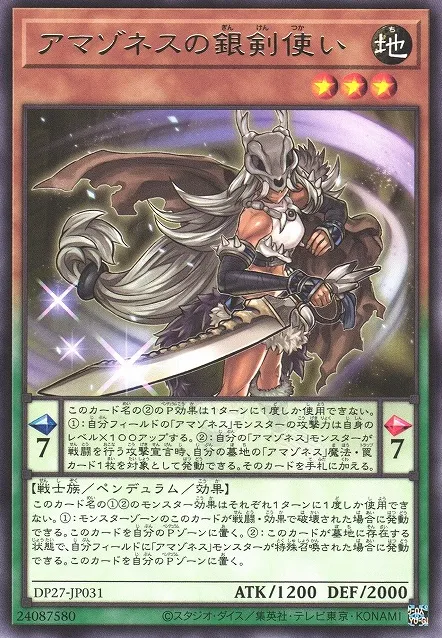 アマゾネスの銀剣使い
地
このカード名の②のP効果は1ターンに1度しか使用できない。
①:自分フィールドの「アマゾネス」モンスターの攻撃力は自身の
レベル×100アップする。②:自分の「アマゾネス」モンスターが
戦闘を行う攻撃宣言時、自分の墓地の「アマゾネス」魔法・罠
カード1枚を対象として発動できる。そのカードを手札に加える。
7
7
【戦士族/ペンデュラム/効果】
このカード名の①②のモンスター効果はそれぞれ1ターンに1度しか使用で
きない。①:モンスターゾーンのこのカードが戦闘・効果で破壊された場合に発動
できる。このカードを自分のPゾーンに置く。②:このカードが墓地に存在する
状態で、自分フィールドに「アマゾネス」モンスターが特殊召喚された場合に発動
できる。このカードを自分のPゾーンに置く。
DP27-JP031
ATK/1200 DEF/2000
24087580
©スタジオ・ダイス/集英社・テレビ東京・KONAMI